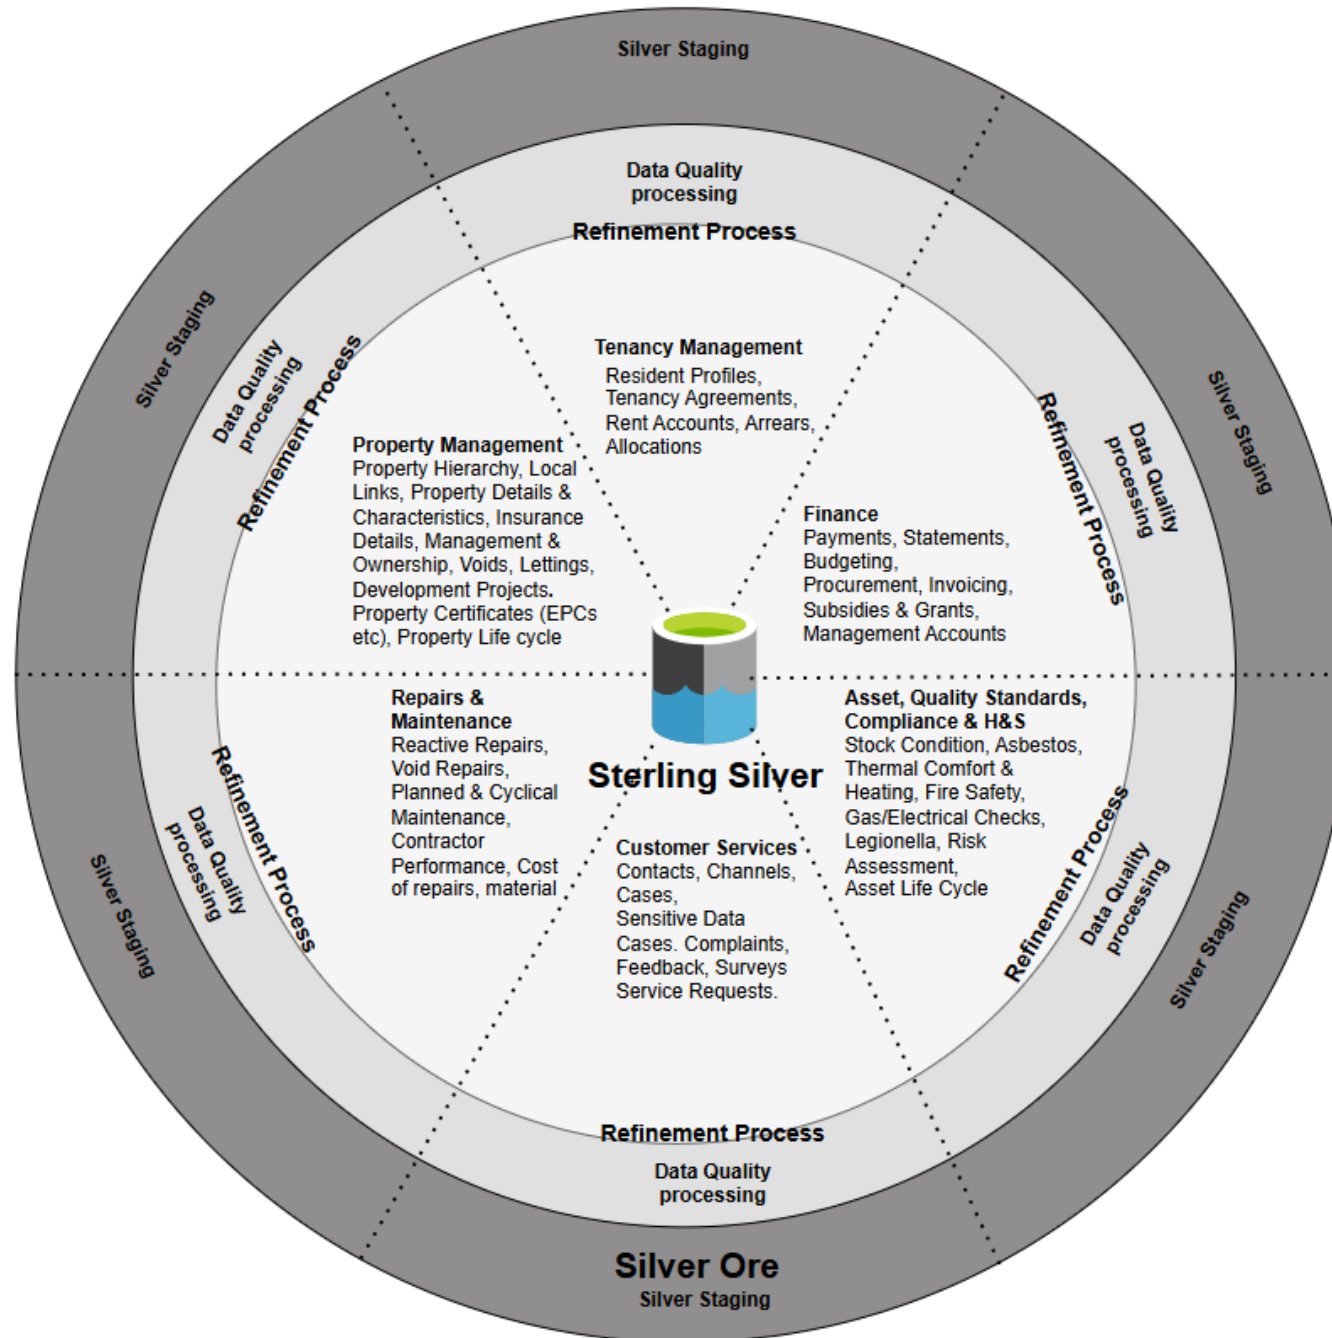 Silver Staging
Data Quality
processing
Refinement Process
Tenancy Management
Resident Profiles,
Tenancy Agreements,
Rent Accounts, Arrears,
Allocations
Silver Staging
Data Quality
processing
Refinement Process
Property Management
Property Hierarchy, Local
Links, Property Details &
Characteristics, Insurance
Details, Management &
Ownership, Voids, Lettings,
Development Projects.
Property Certificates (EPCs
etc), Property Life cycle
Silver Staging
Data Quality
processing
Refinement Process
Finance
Payments, Statements,
Budgeting,
Procurement, Invoicing,
Subsidies & Grants,
Management Accounts
Sterling Silver
Repairs &
Maintenance
Reactive Repairs,
Void Repairs,
Planned & Cyclical
Maintenance,
Contractor
Performance, Cost
of repairs, material
Refinement Process
Data Quality
processing
Silver Staging
Asset, Quality Standards,
Compliance & H&S
Stock Condition, Asbestos,
Thermal Comfort &
Heating, Fire Safety,
Gas/Electrical Checks,
Legionella, Risk
Assessment,
Asset Life Cycle
Refinement Process
Data Quality
processing
Silver Staging
Customer Services
Contacts, Channels,
Cases,
Sensitive Data
Cases. Complaints,
Feedback, Surveys
Service Requests.
Refinement Process
Data Quality
processing
Silver Ore
Silver Staging